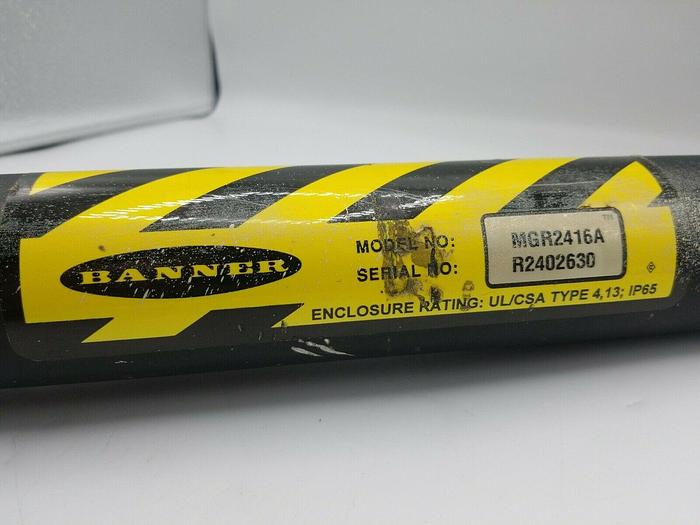 BANNER
MODEL NO: MGR2416A
SERIAL NO: R2402630
ENCLOSURE RATING: UL/CSA TYPE 4,13; IP65